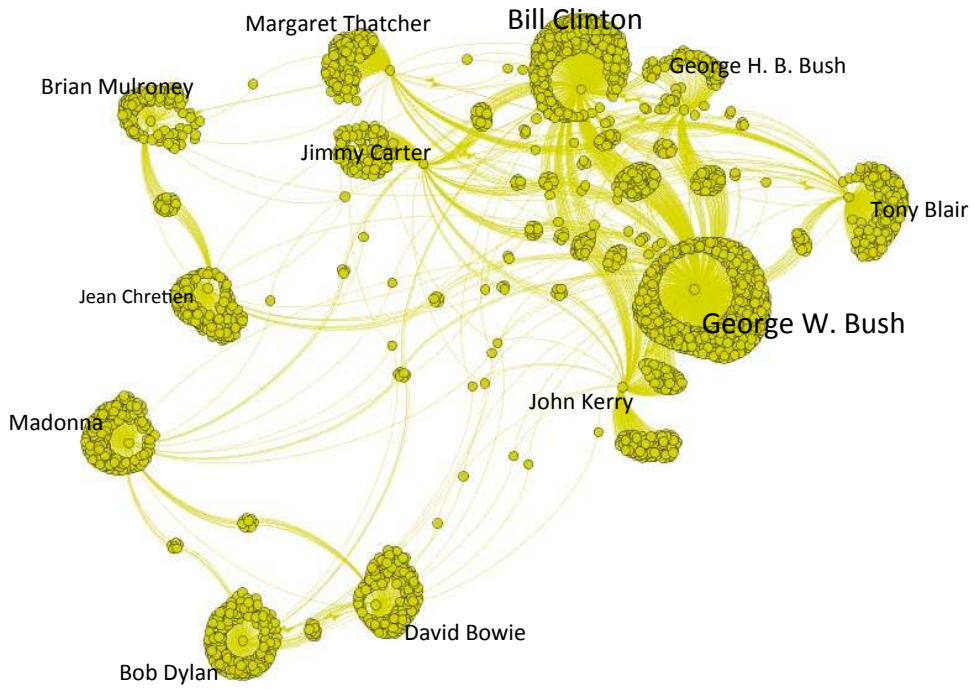 Margaret Thatcher
Bill Clinton
George H. B. Bush
Brian Mulroney
Jimmy Carter
Tony Blair
Jean Chretien
George W. Bush
John Kerry
Madonna
David Bowie
Bob Dylan